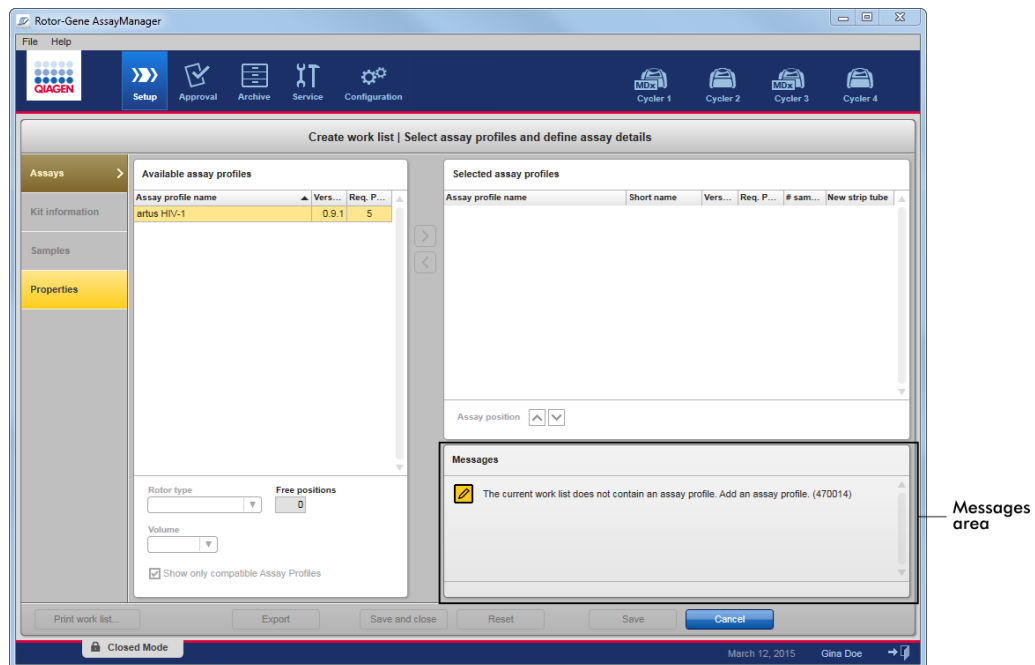 Rotor-Gene AssayManager
File Help
QIAGEN
Setup Approval Archive Service Configuration
MDx MDx
Cycler 1 Cycler 2 Cycler 3 Cycler 4
Create work list | Select assay profiles and define assay details
Assays
Kit information
Samples
Properties
Available assay profiles
Assay profile name Vers... Req. P...
artus HIV-1 0.9.1 5
Rotor type Free positions
0
Volume
Show only compatible Assay Profiles
Selected assay profiles
Assay profile name Short name Vers... Req. P... # sam... New strip tube
Assay position
Messages
The current work list does not contain an assay profile. Add an assay profile. (470014)
Messages
area
Print work list... Export Save and close Reset Save Cancel
Closed Mode
March 12, 2015 Gina Doe